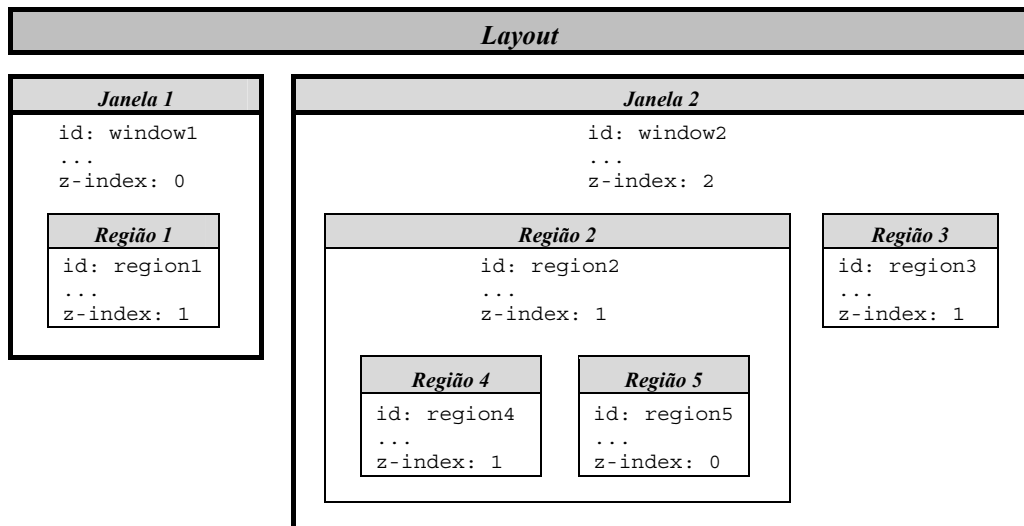 Layout
Janela 1
id: window1
...
z-index: 0
Região 1
id: region1
...
z-index: 1
Janela 2
id: window2
...
z-index: 2
Região 2
id: region2
...
z-index: 1
Região 4
id: region4
...
z-index: 1
Região 5
id: region5
...
z-index: 0
Região 3
id: region3
...
z-index: 1